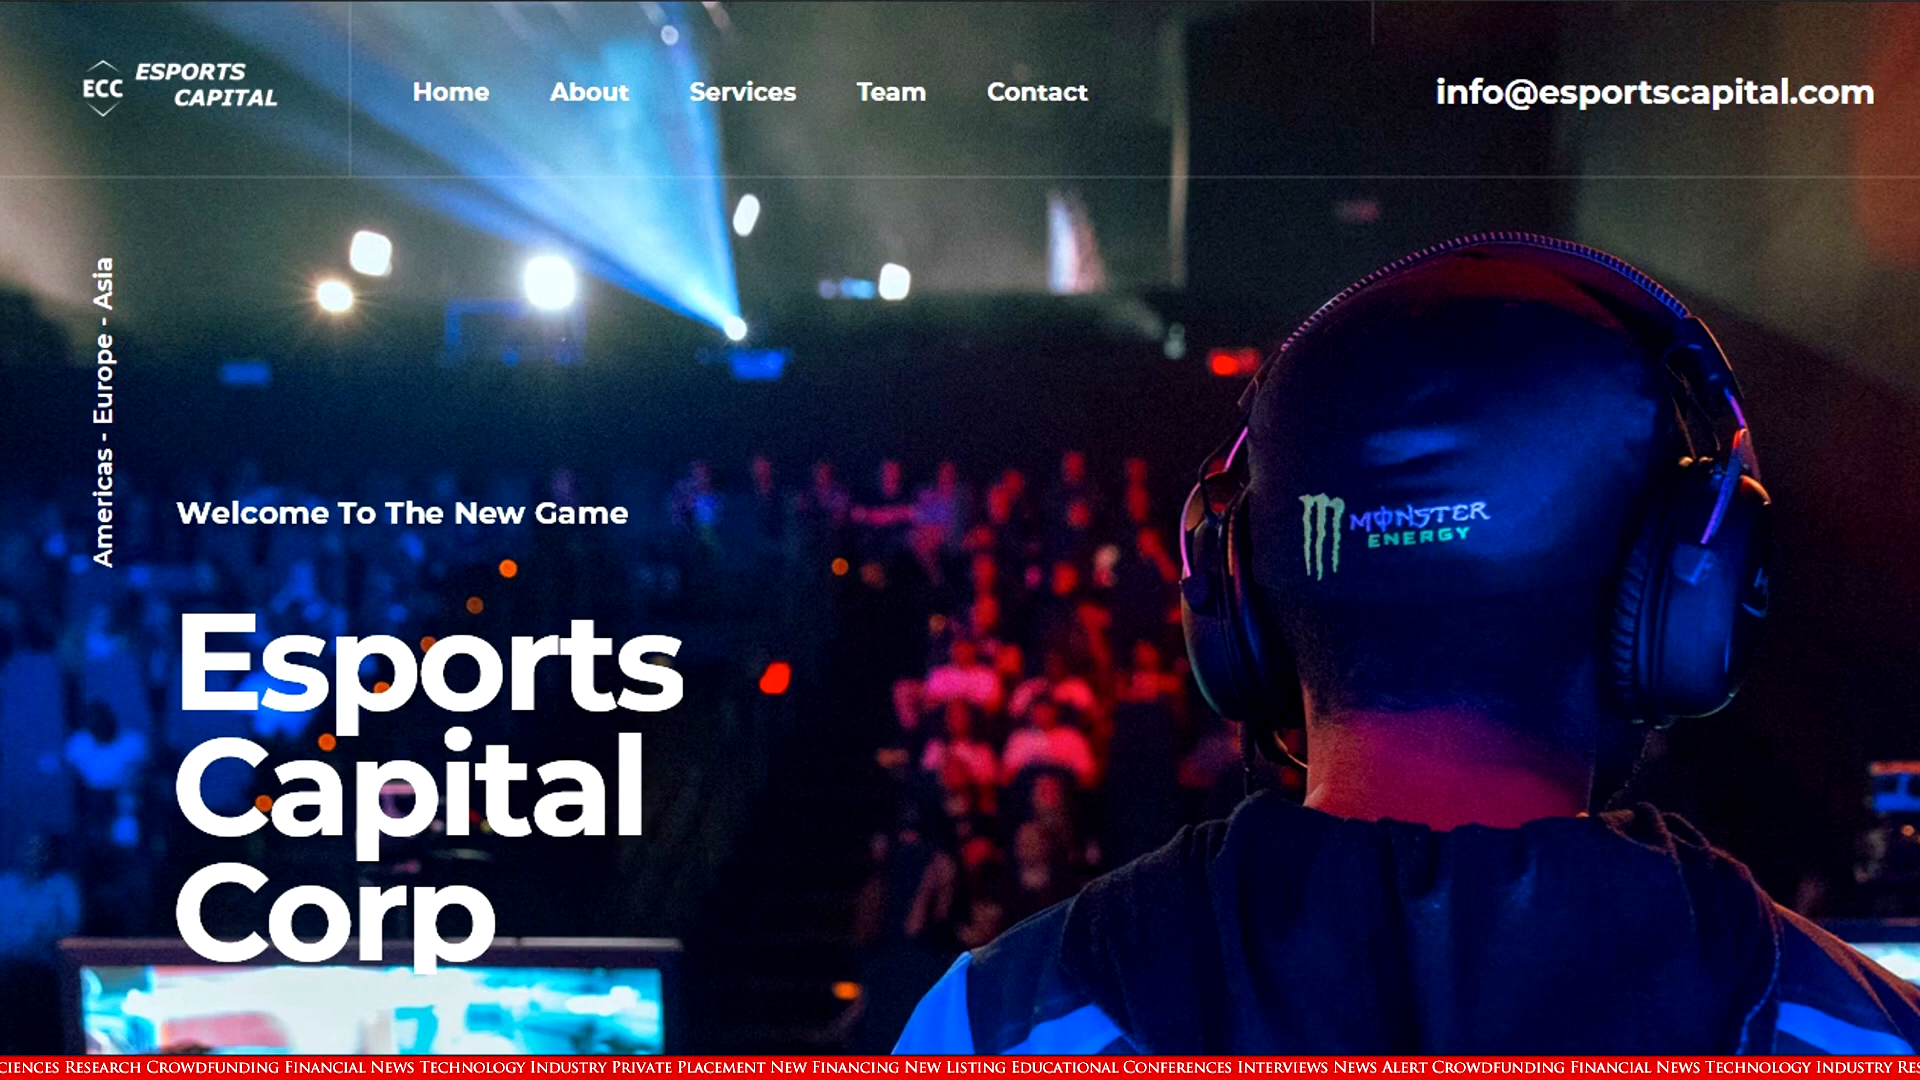 ECC
ESPORTS
CAPITAL
Home
About
Services
Team
Contact
info@esportscapital.com
Americas - Europe - Asia
Welcome To The New Game
Esports
Capital
Corp
MONSTER
ENERGY
RESEARCH CROWDFUNDING FINANCIAL NEWS TECHNOLOGY INDUSTRY PRIVATE PLACEMENT NEW FINANCING NEW LISTING EDUCATIONAL CONFERENCES INTERVIEWS NEWS ALERT CROWDFUNDING FINANCIAL NEWS TECHNOLOGY INDUSTRY